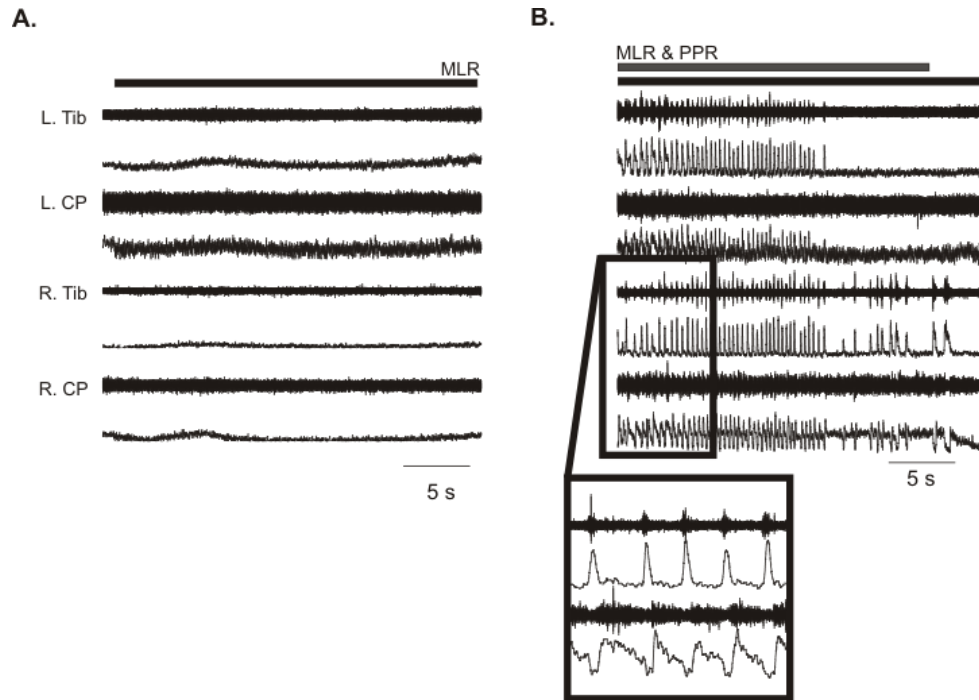 A.
MLR
L. Tib
L. CP
R. Tib
R. CP
5 s
B.
MLR & PPR
5 s